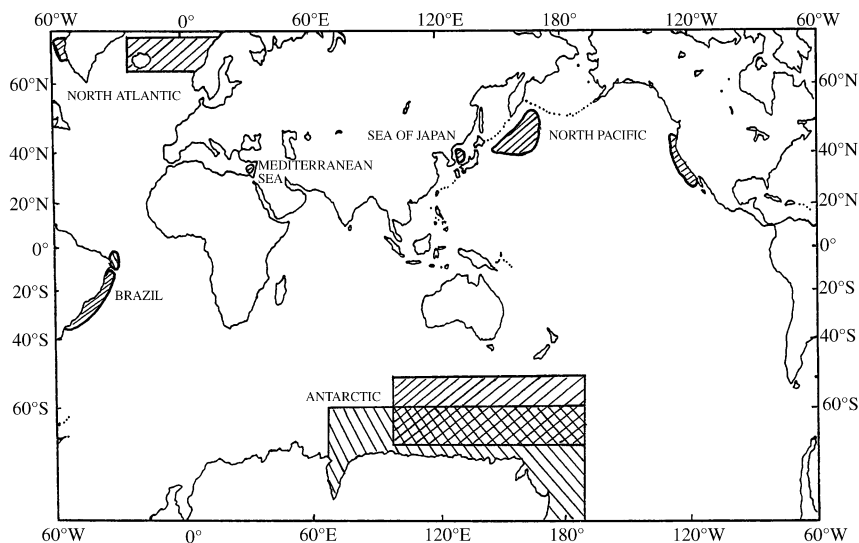 60°W 0° 60°E 120°E 180° 120°W 60°W
60°N 60°N
NORTH ATLANTIC
SEA OF JAPAN NORTH PACIFIC
40°N 40°N
MEDITERRANEAN
SEA
20°N 20°N
0° 0°
20°S BRAZIL 20°S
40°S 40°S
ANTARCTIC
60°S 60°S
60°W 0° 60°E 120°E 180° 120°W 60°W